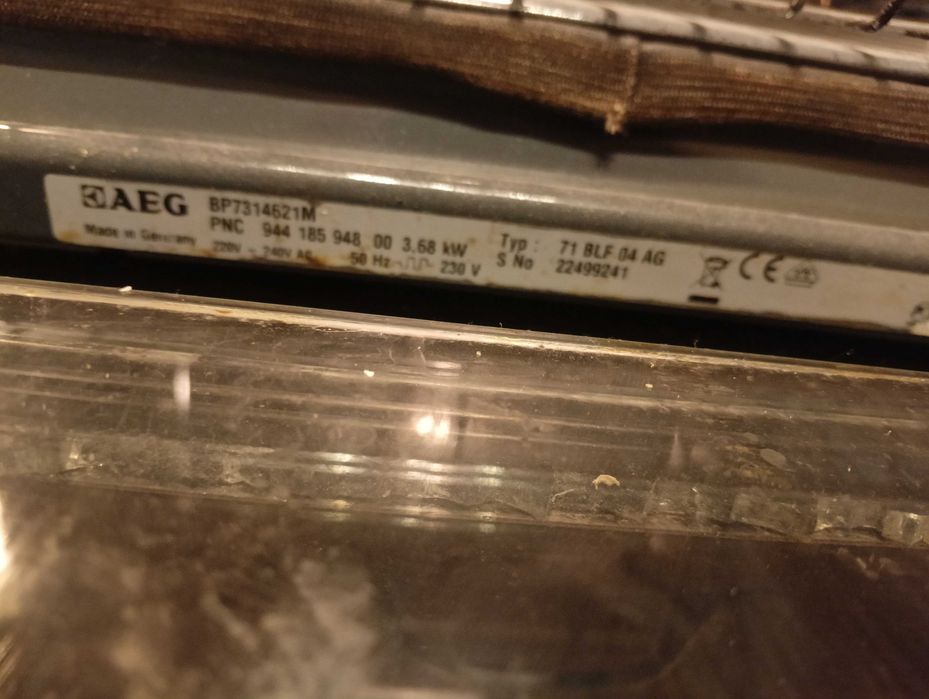 AEG BP7314621M
PNC 944 185 948 00 3,68 kW Typ : 71 BLF 04 AG
Made in Germany 220V - 240V AC 50 Hz 230 V S No 22499241
CE